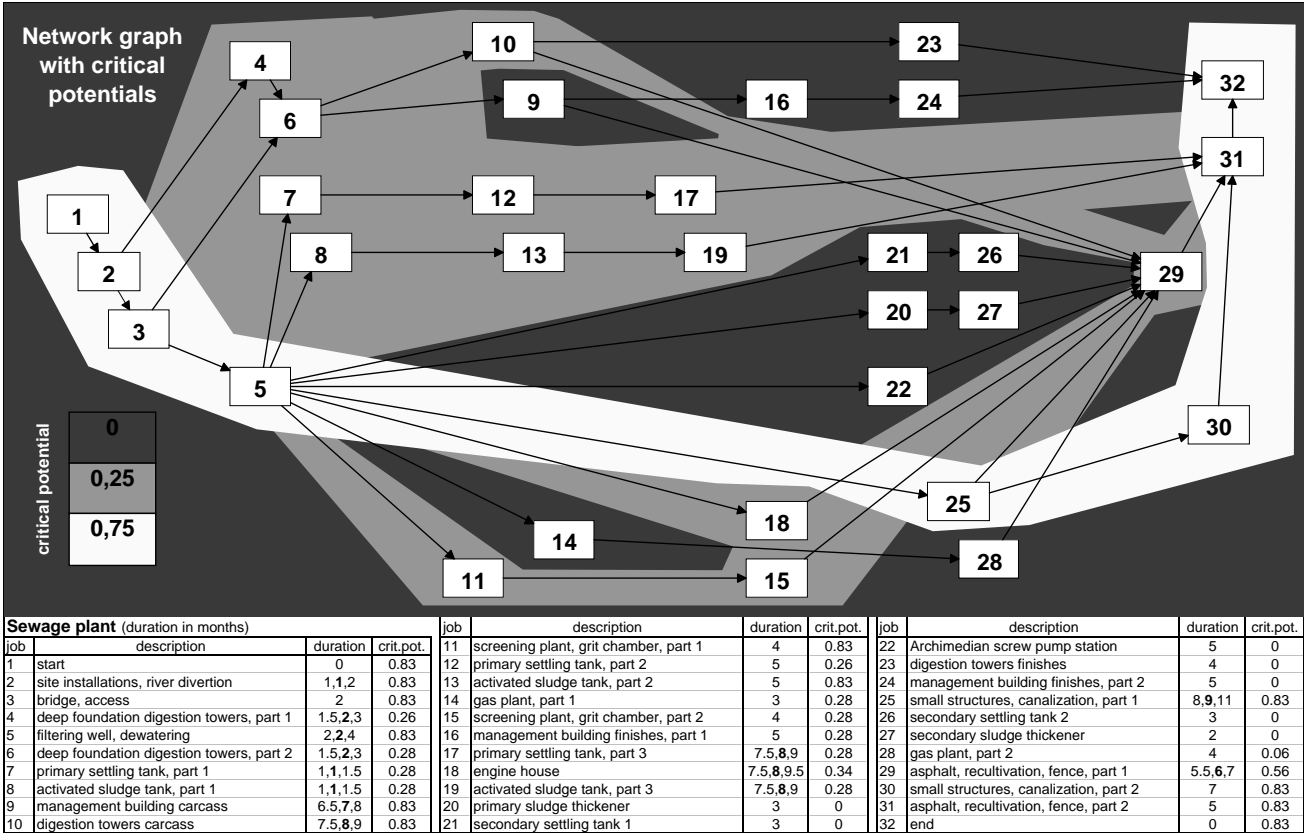 Network graph
with critical
potentials
10
23
4
32
9
16
24
6
31
7
12
17
1
8
13
19
21
26
2
29
20
27
3
5
22
30
critical potential
0
0,25
0,75
25
18
14
28
11
15
Sewage plant (duration in months)
job description duration crit.pot.
1 start 0 0.83
2 site installations, river divertion 1,1,2 0.83
3 bridge, access 2 0.83
4 deep foundation digestion towers, part 1 1.5,2,3 0.26
5 filtering well, dewatering 2,2,4 0.83
6 deep foundation digestion towers, part 2 1.5,2,3 0.28
7 primary settling tank, part 1 1,1,1.5 0.28
8 activated sludge tank, part 1 1,1,1.5 0.28
9 management building carcass 6.5,7,8 0.83
10 digestion towers carcass 7.5,8,9 0.83
job description duration crit.pot.
11 screening plant, grit chamber, part 1 4 0.83
12 primary settling tank, part 2 5 0.26
13 activated sludge tank, part 2 5 0.83
14 gas plant, part 1 3 0.28
15 screening plant, grit chamber, part 2 4 0.28
16 management building finishes, part 1 5 0.28
17 primary settling tank, part 3 7.5,8,9 0.28
18 engine house 7.5,8,9.5 0.34
19 activated sludge tank, part 3 7.5,8,9 0.28
20 primary sludge thickener 3 0
21 secondary settling tank 1 3 0
job description duration crit.pot.
22 Archimedian screw pump station 5 0
23 digestion towers finishes 4 0
24 management building finishes, part 2 5 0
25 small structures, canalization, part 1 8,9,11 0.83
26 secondary settling tank 2 3 0
27 secondary sludge thickener 2 0
28 gas plant, part 2 4 0.06
29 asphalt, recultivation, fence, part 1 5.5,6,7 0.56
30 small structures, canalization, part 2 7 0.83
31 asphalt, recultivation, fence, part 2 5 0.83
32 end 0 0.83